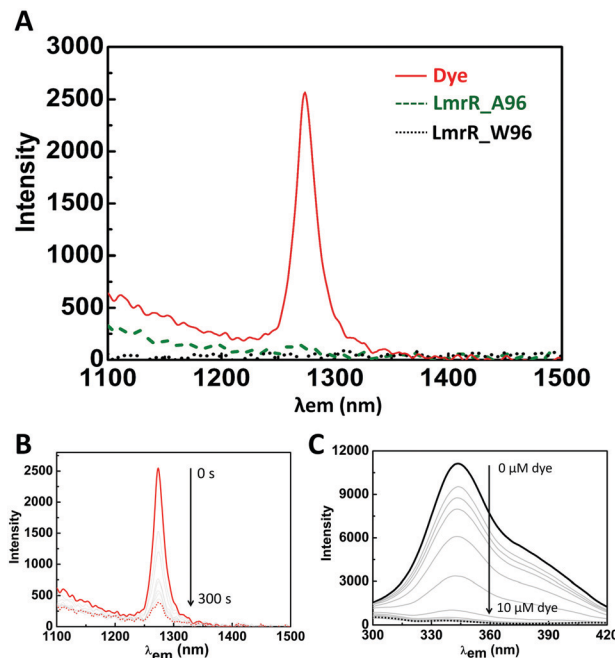 A
3000
2500
2000
1500
1000
500
0
Intensity
Dye
LmrR_A96
LmrR_W96
1100 1200 1300 1400 1500
λem (nm)
B
2500
2000
1500
1000
500
0
Intensity
0 s
300 s
1100 1200 1300 1400 1500
λem (nm)
C
12000
9000
6000
3000
0
Intensity
0 µM dye
10 µM dye
300 330 360 390 420
λem (nm)